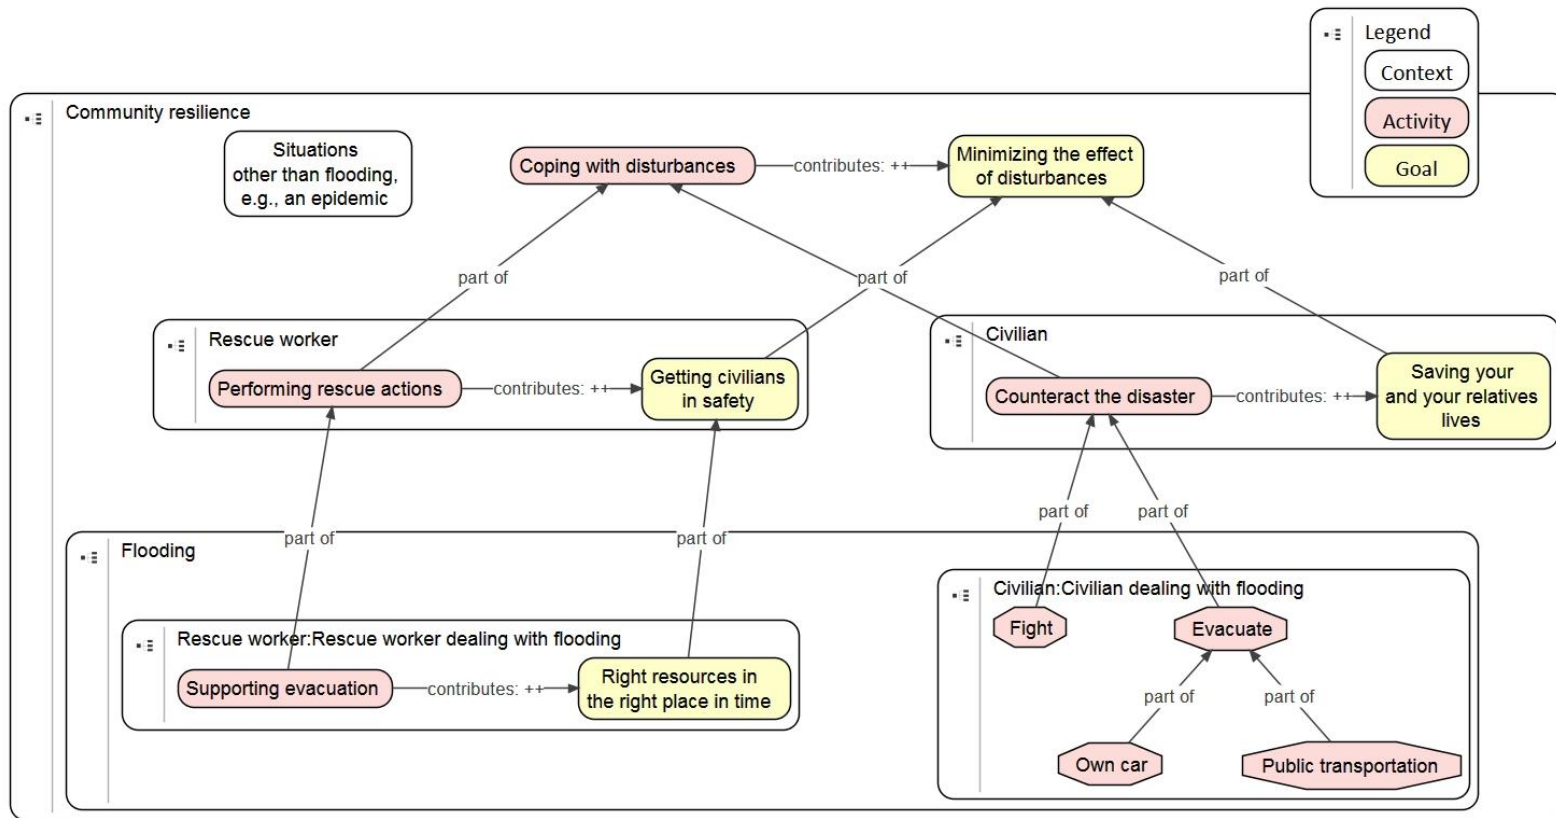 Legend
Context
Activity
Goal
Community resilience
Situations
other than flooding,
e.g., an epidemic
Coping with disturbances
contributes: ++
Minimizing the effect
of disturbances
part of
part of
part of
Rescue worker
Performing rescue actions
contributes: ++
Getting civilians
in safety
Civilian
Counteract the disaster
contributes: ++
Saving your
and your relatives
lives
part of
part of
part of
part of
Flooding
Rescue worker:Rescue worker dealing with flooding
Supporting evacuation
contributes: ++
Right resources in
the right place in time
Civilian:Civilian dealing with flooding
Fight
Evacuate
part of
part of
Own car
Public transportation